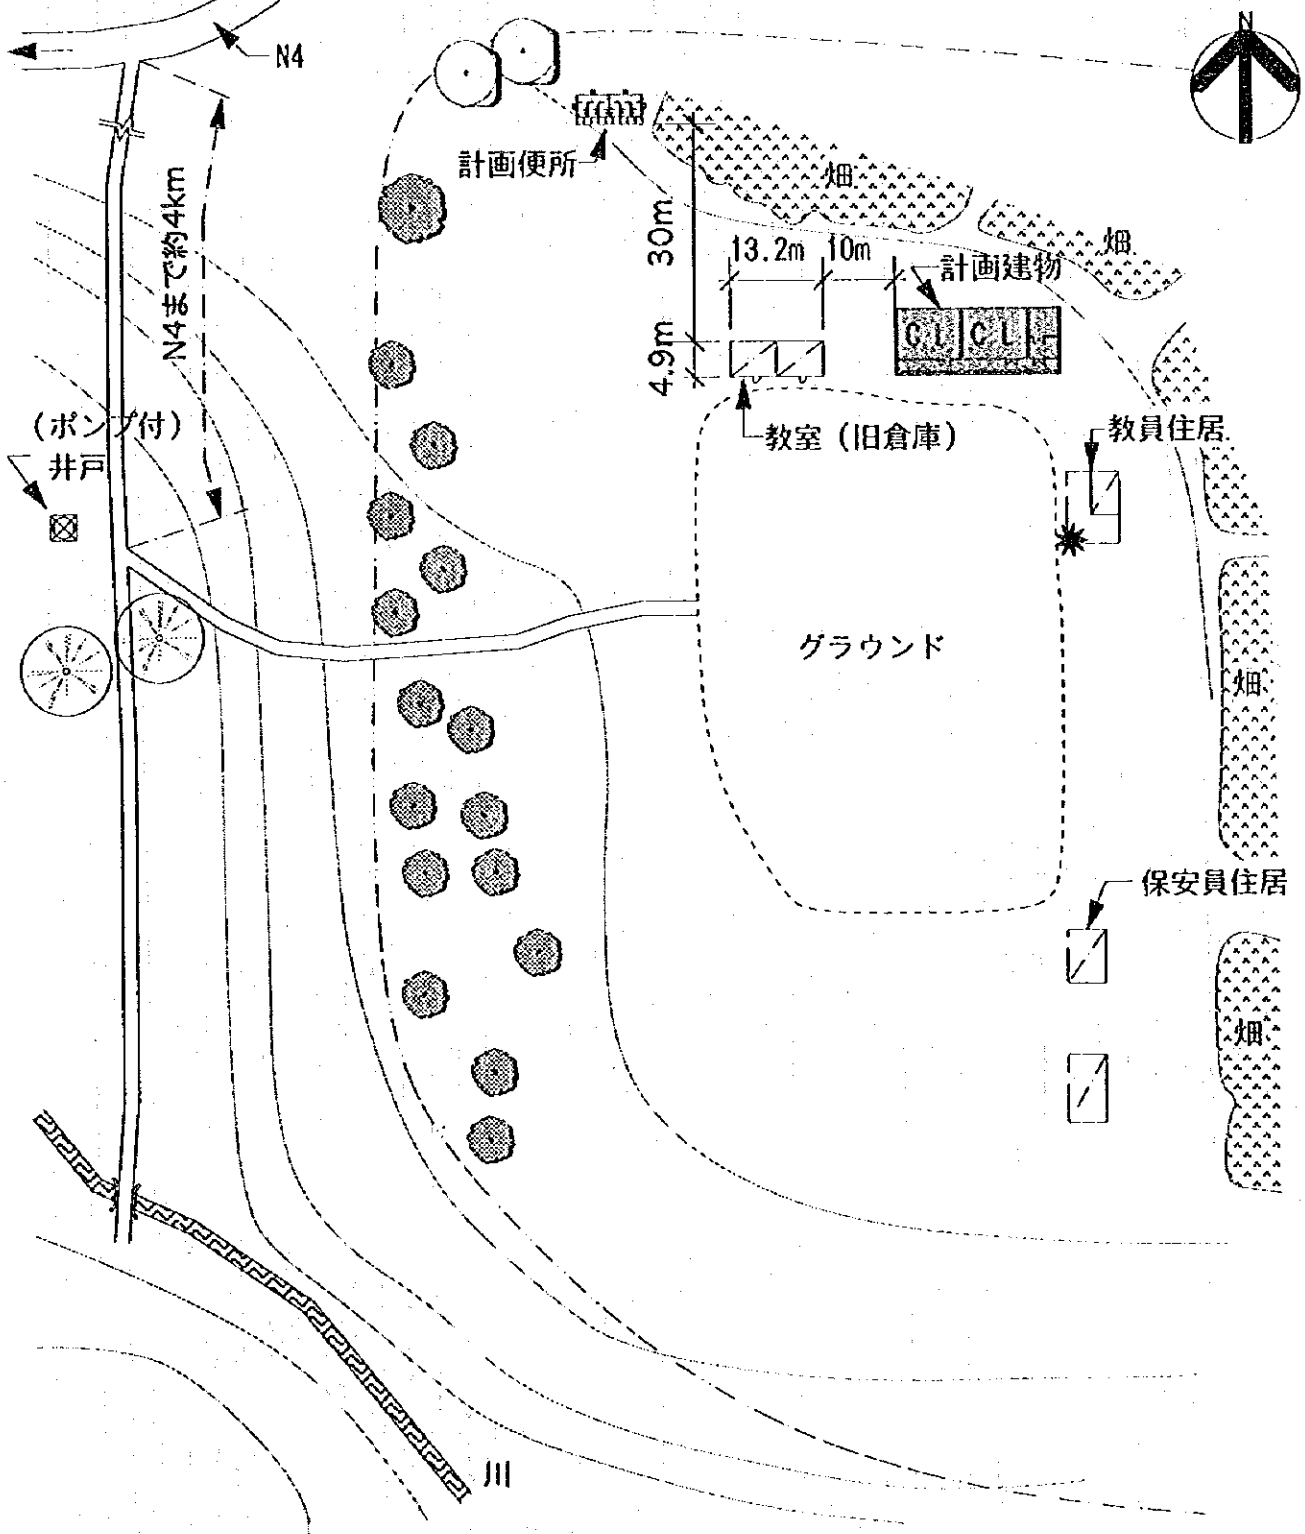 N
N4
計画便所
畑
N4まで約4km
30m
13.2m
10m
畑
計画建物
CL
CL
4.9m
(ポンプ付)
井戸
教室(旧倉庫)
教員住居
グラウンド
畑
保安員住居
畑
川